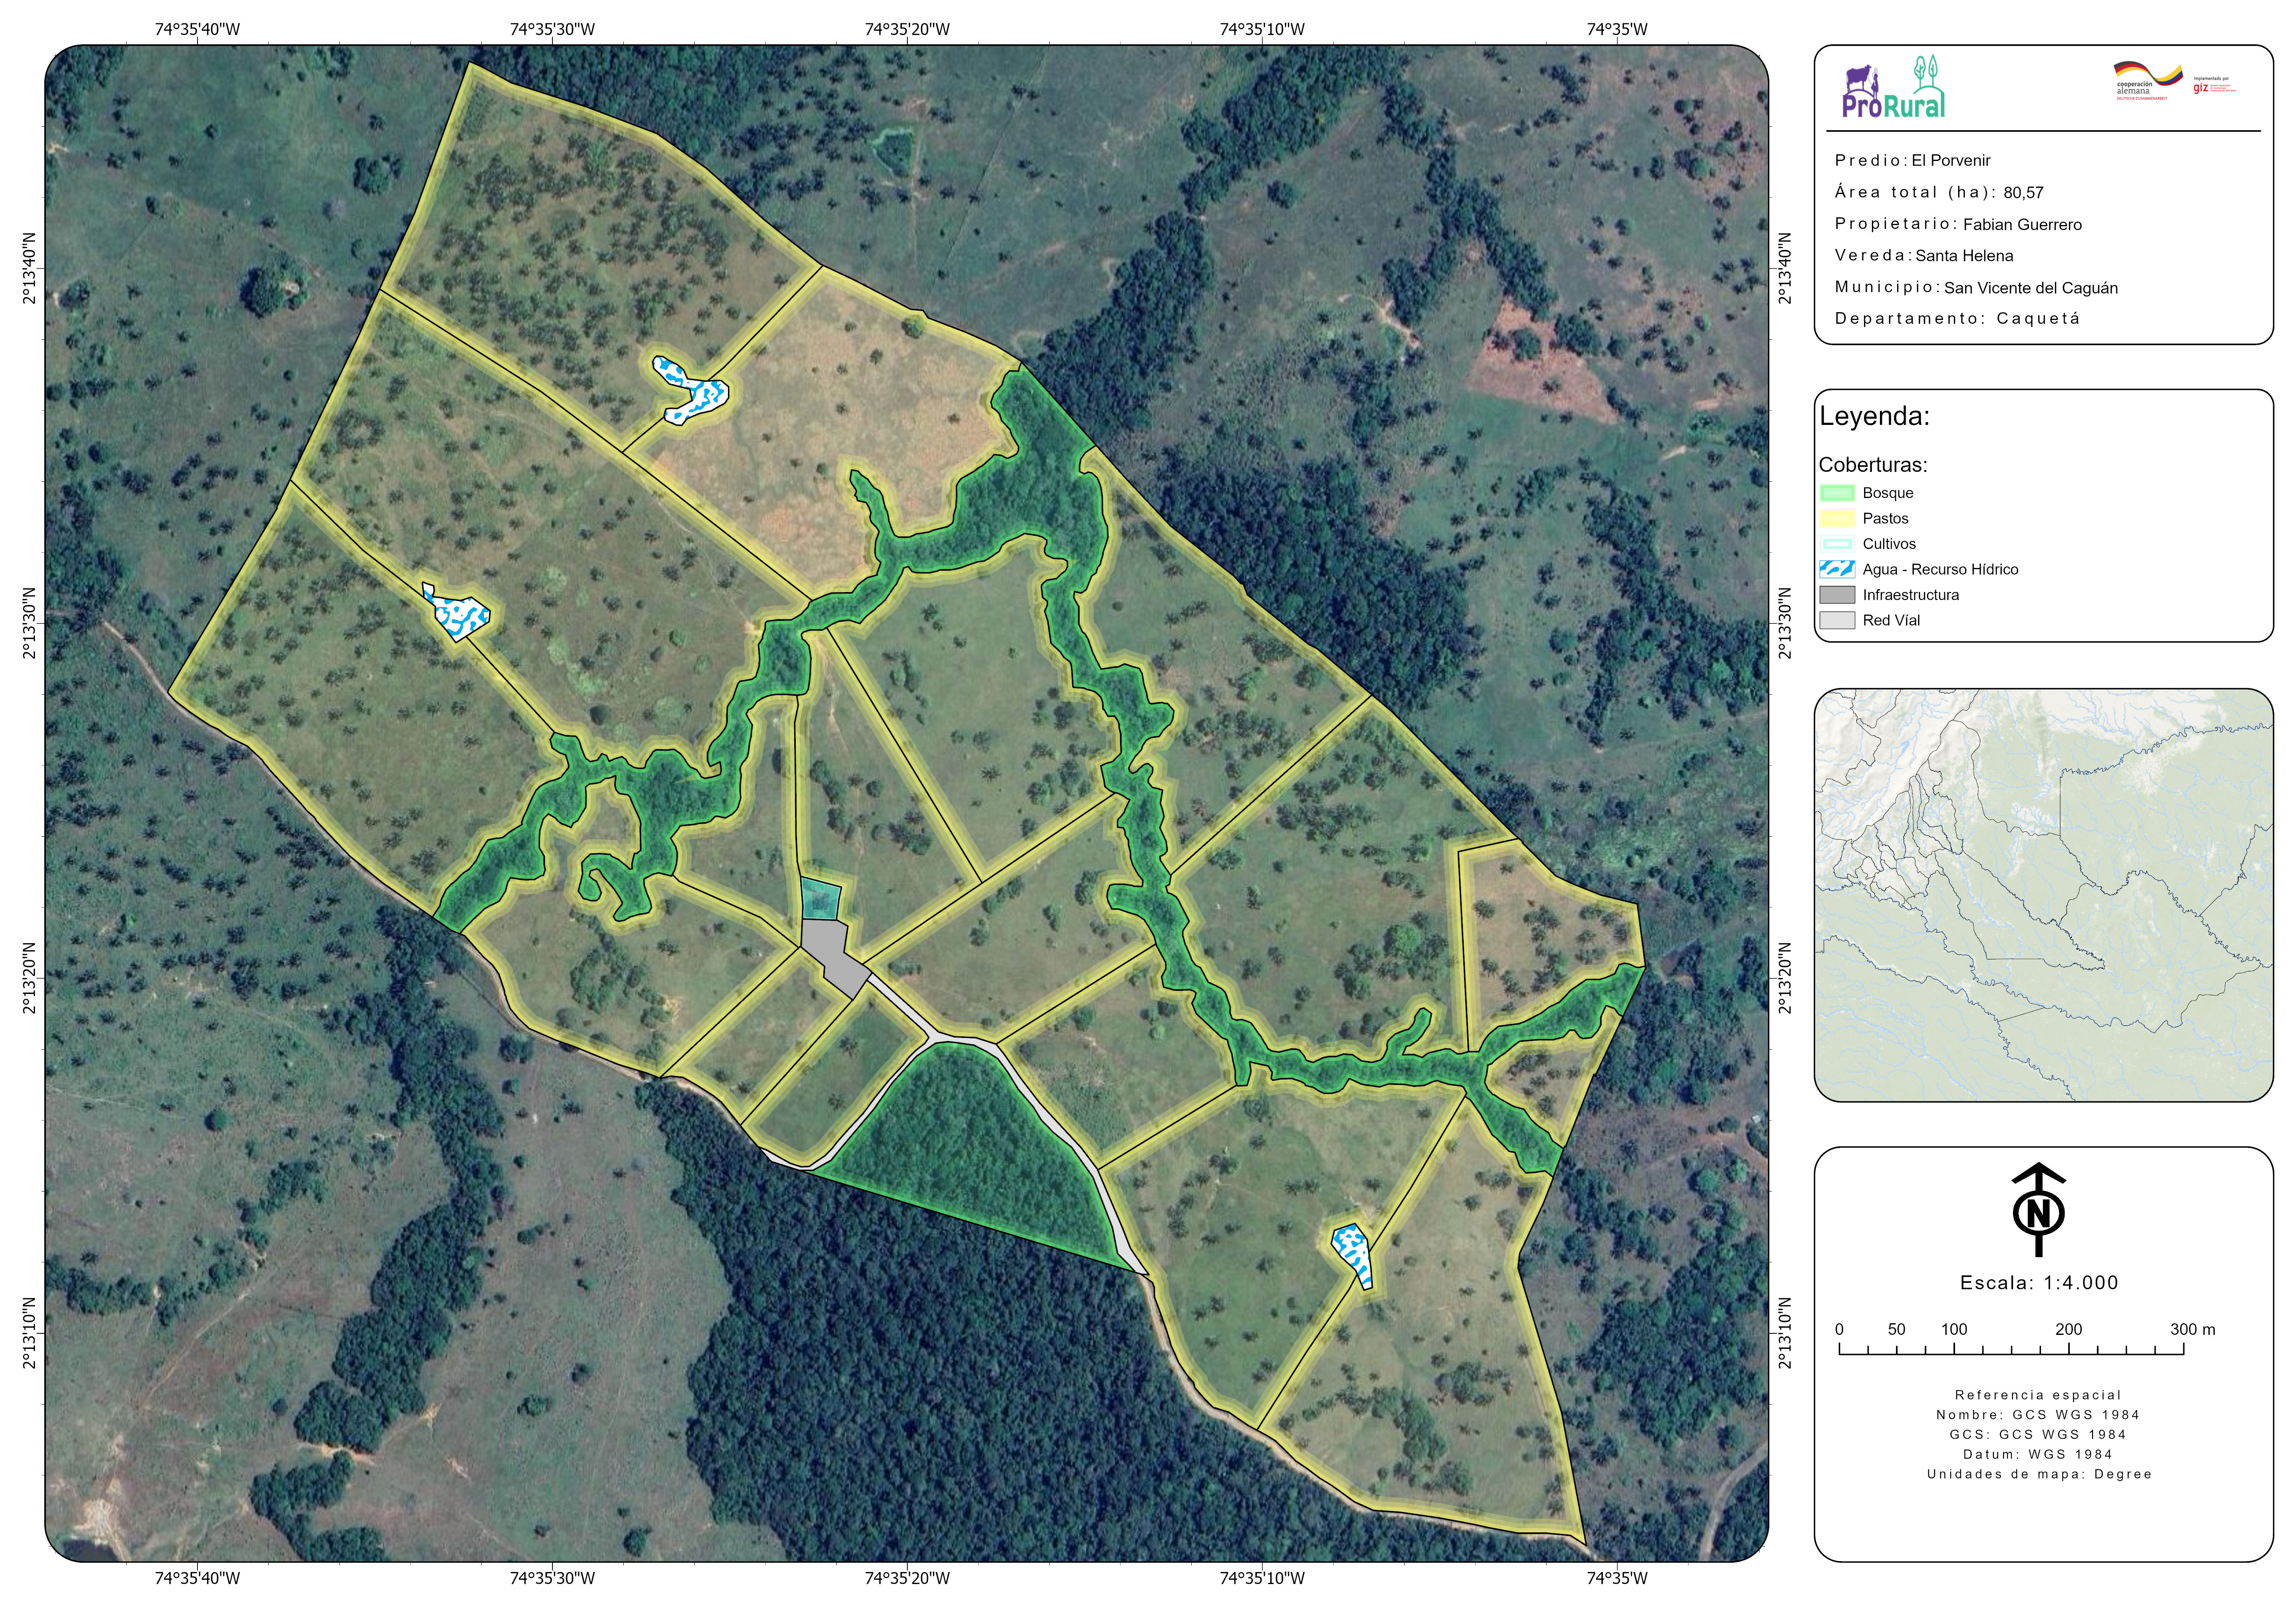 74°35'40"W 74°35'30"W 74°35'20"W 74°35'10"W 74°35'W
2°13'40"N
2°13'30"N
2°13'20"N
2°13'10"N
2°13'40"N
2°13'30"N
2°13'20"N
2°13'10"N
74°35'40"W 74°35'30"W 74°35'20"W 74°35'10"W 74°35'W
ProRural
cooperación
alemana
DEUTSCHE ZUSAMMENARBEIT
Implementada por
giz
Predio: El Porvenir
Área total (ha): 80,57
Propietario: Fabian Guerrero
Vereda: Santa Helena
Municipio: San Vicente del Caguán
Departamento: Caquetá
Leyenda:
Coberturas:
Bosque
Pastos
Cultivos
Agua - Recurso Hídrico
Infraestructura
Red Víal
N
Escala: 1:4.000
0 50 100 200 300 m
Referencia espacial
Nombre: GCS WGS 1984
GCS: GCS WGS 1984
Datum: WGS 1984
Unidades de mapa: Degree